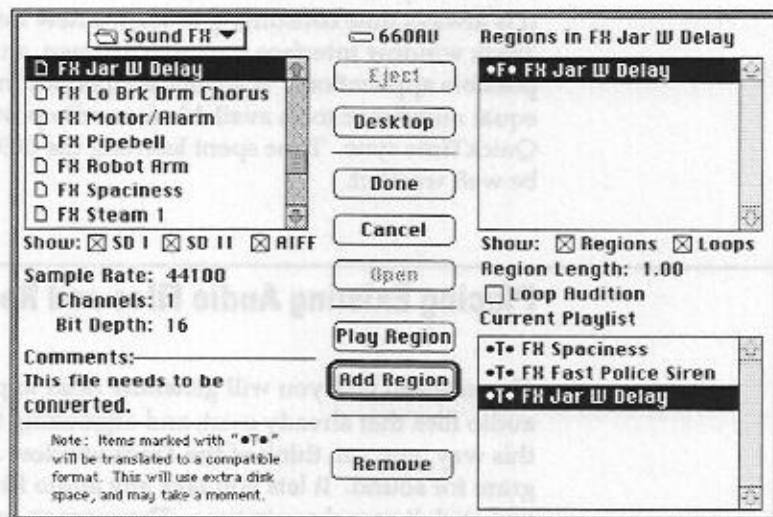 Sound FX
FX Jar W Delay
FX Lo Brk Drm Chorus
FX Motor/Alarm
FX Pipebell
FX Robot Arm
FX Spaciness
FX Steam 1
Show: SD I SD II AIFF
Sample Rate: 44100
Channels:
Bit Depth: 16
Comments:
This file needs to be
converted.
Note: Items marked with "•T•"
will be translated to a compatible
format. This will use extra disk
space, and may take a moment.
660AV
Eject
Desktop
Done
Cancel
Open
Play Region
Add Region
Remove
Regions in FX Jar W Delay
•F• FX Jar W Delay
Show: Regions Loops
Region Length: 1.00
Loop Audition
Current Playlist
•T• FX Spaciness
•T• FX Fast Police Siren
•T• FX Jar W Delay